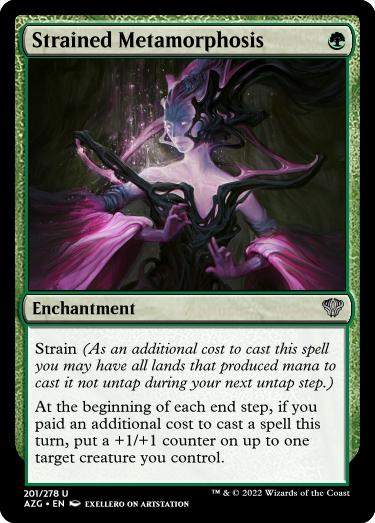 Strained Metamorphosis
Enchantment
Strain (As an additional cost to cast this spell
you may have all lands that produced mana to
cast it not untap during your next untap step.)
At the beginning of each end step, if you
paid an additional cost to cast a spell this
turn, put a +1/+1 counter on up to one
target creature you control.
201/278 U
AZG • EN EXELLERO ON ARTSTATION
™ & © 2022 Wizards of the Coast